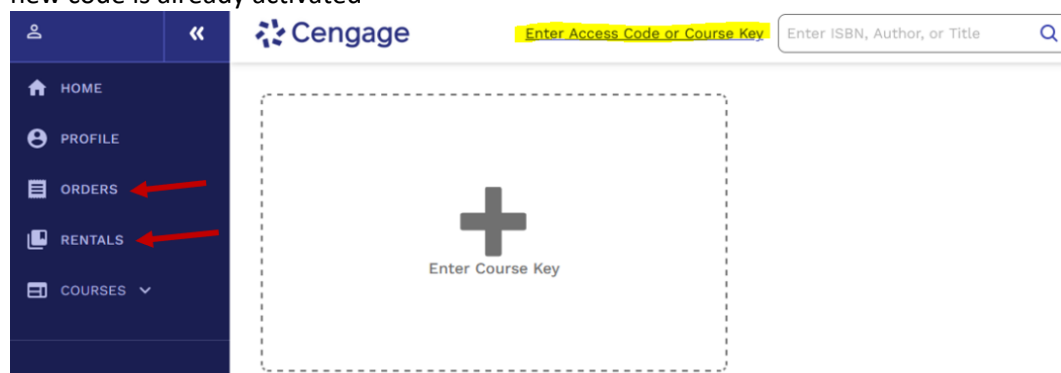 new code is already activated
Cengage
Enter Access Code or Course Key
Enter ISBN, Author, or Title
HOME
PROFILE
ORDERS
RENTALS
COURSES
Enter Course Key